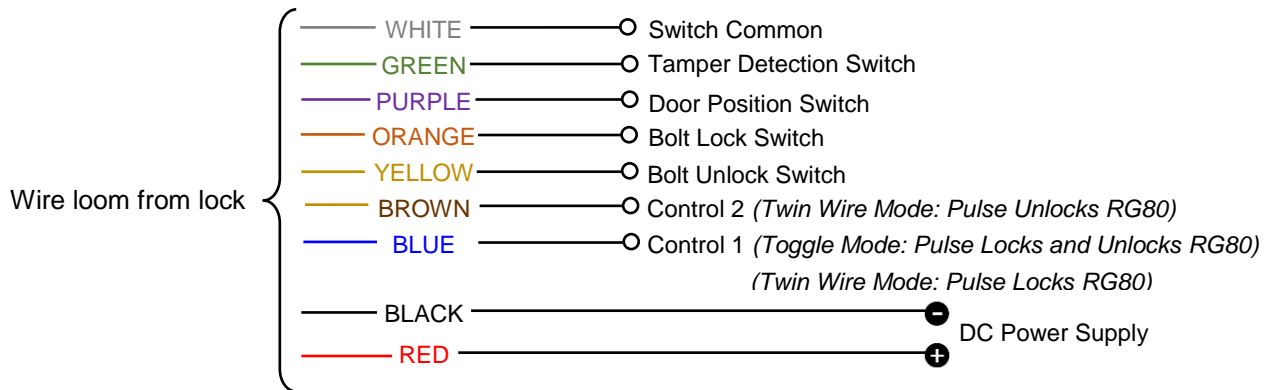 WHITE Switch Common
GREEN Tamper Detection Switch
PURPLE Door Position Switch
ORANGE Bolt Lock Switch
YELLOW Bolt Unlock Switch
Wire loom from lock
BROWN Control 2 (Twin Wire Mode: Pulse Unlocks RG80)
BLUE Control 1 (Toggle Mode: Pulse Locks and Unlocks RG80)
(Twin Wire Mode: Pulse Locks RG80)
BLACK -
DC Power Supply
RED +